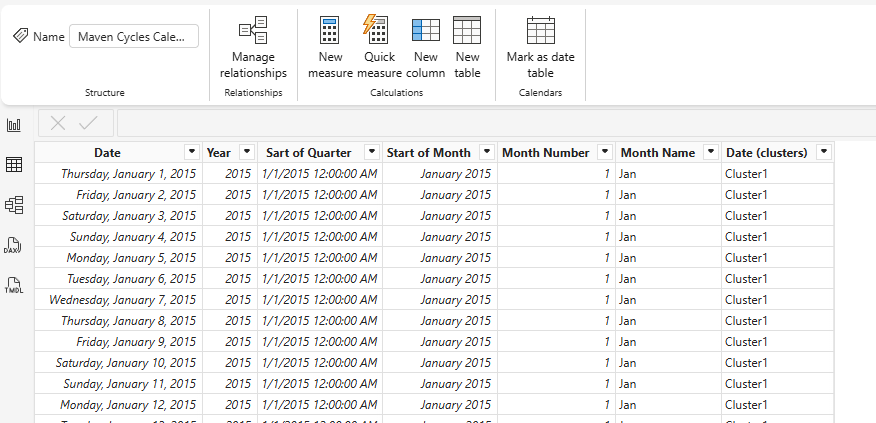 Name Maven Cycles Cale...
Manage relationships
New measure
Quick measure
New column
New table
Mark as date table
Structure Relationships Calculations Calendars
Date Year Sart of Quarter Start of Month Month Number Month Name Date (clusters)
Thursday, January 1, 2015 2015 1/1/2015 12:00:00 AM January 2015 1 Jan Cluster1
Friday, January 2, 2015 2015 1/1/2015 12:00:00 AM January 2015 1 Jan Cluster1
Saturday, January 3, 2015 2015 1/1/2015 12:00:00 AM January 2015 1 Jan Cluster1
Sunday, January 4, 2015 2015 1/1/2015 12:00:00 AM January 2015 1 Jan Cluster1
Monday, January 5, 2015 2015 1/1/2015 12:00:00 AM January 2015 1 Jan Cluster1
DAX
Tuesday, January 6, 2015 2015 1/1/2015 12:00:00 AM January 2015 1 Jan Cluster1
TMDL
Wednesday, January 7, 2015 2015 1/1/2015 12:00:00 AM January 2015 1 Jan Cluster1
Thursday, January 8, 2015 2015 1/1/2015 12:00:00 AM January 2015 1 Jan Cluster1
Friday, January 9, 2015 2015 1/1/2015 12:00:00 AM January 2015 1 Jan Cluster1
Saturday, January 10, 2015 2015 1/1/2015 12:00:00 AM January 2015 1 Jan Cluster1
Sunday, January 11, 2015 2015 1/1/2015 12:00:00 AM January 2015 1 Jan Cluster1
Monday, January 12, 2015 2015 1/1/2015 12:00:00 AM January 2015 1 Jan Cluster1